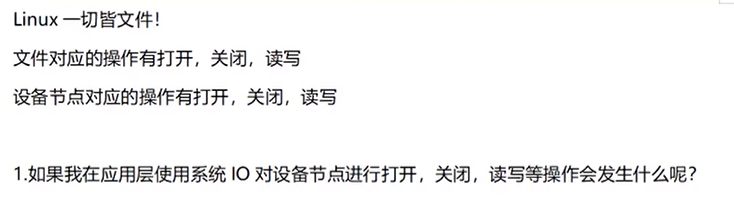 Linux 一切皆文件！
文件对应的操作有打开，关闭，读写
设备节点对应的操作有打开，关闭，读写
1.如果我在应用层使用系统 IO 对设备节点进行打开，关闭，读写等操作会发生什么呢？